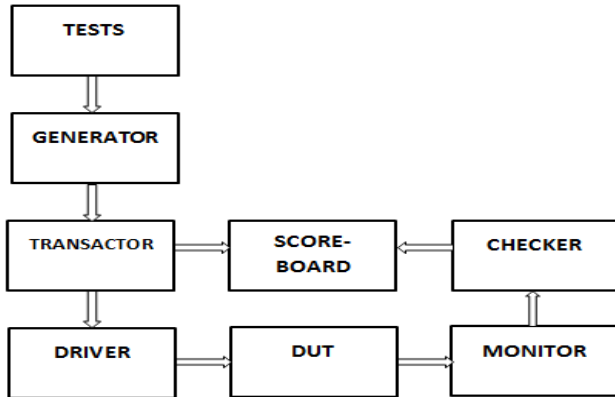 TESTS
GENERATOR
TRANSACTOR
SCORE-
BOARD
CHECKER
DRIVER
DUT
MONITOR